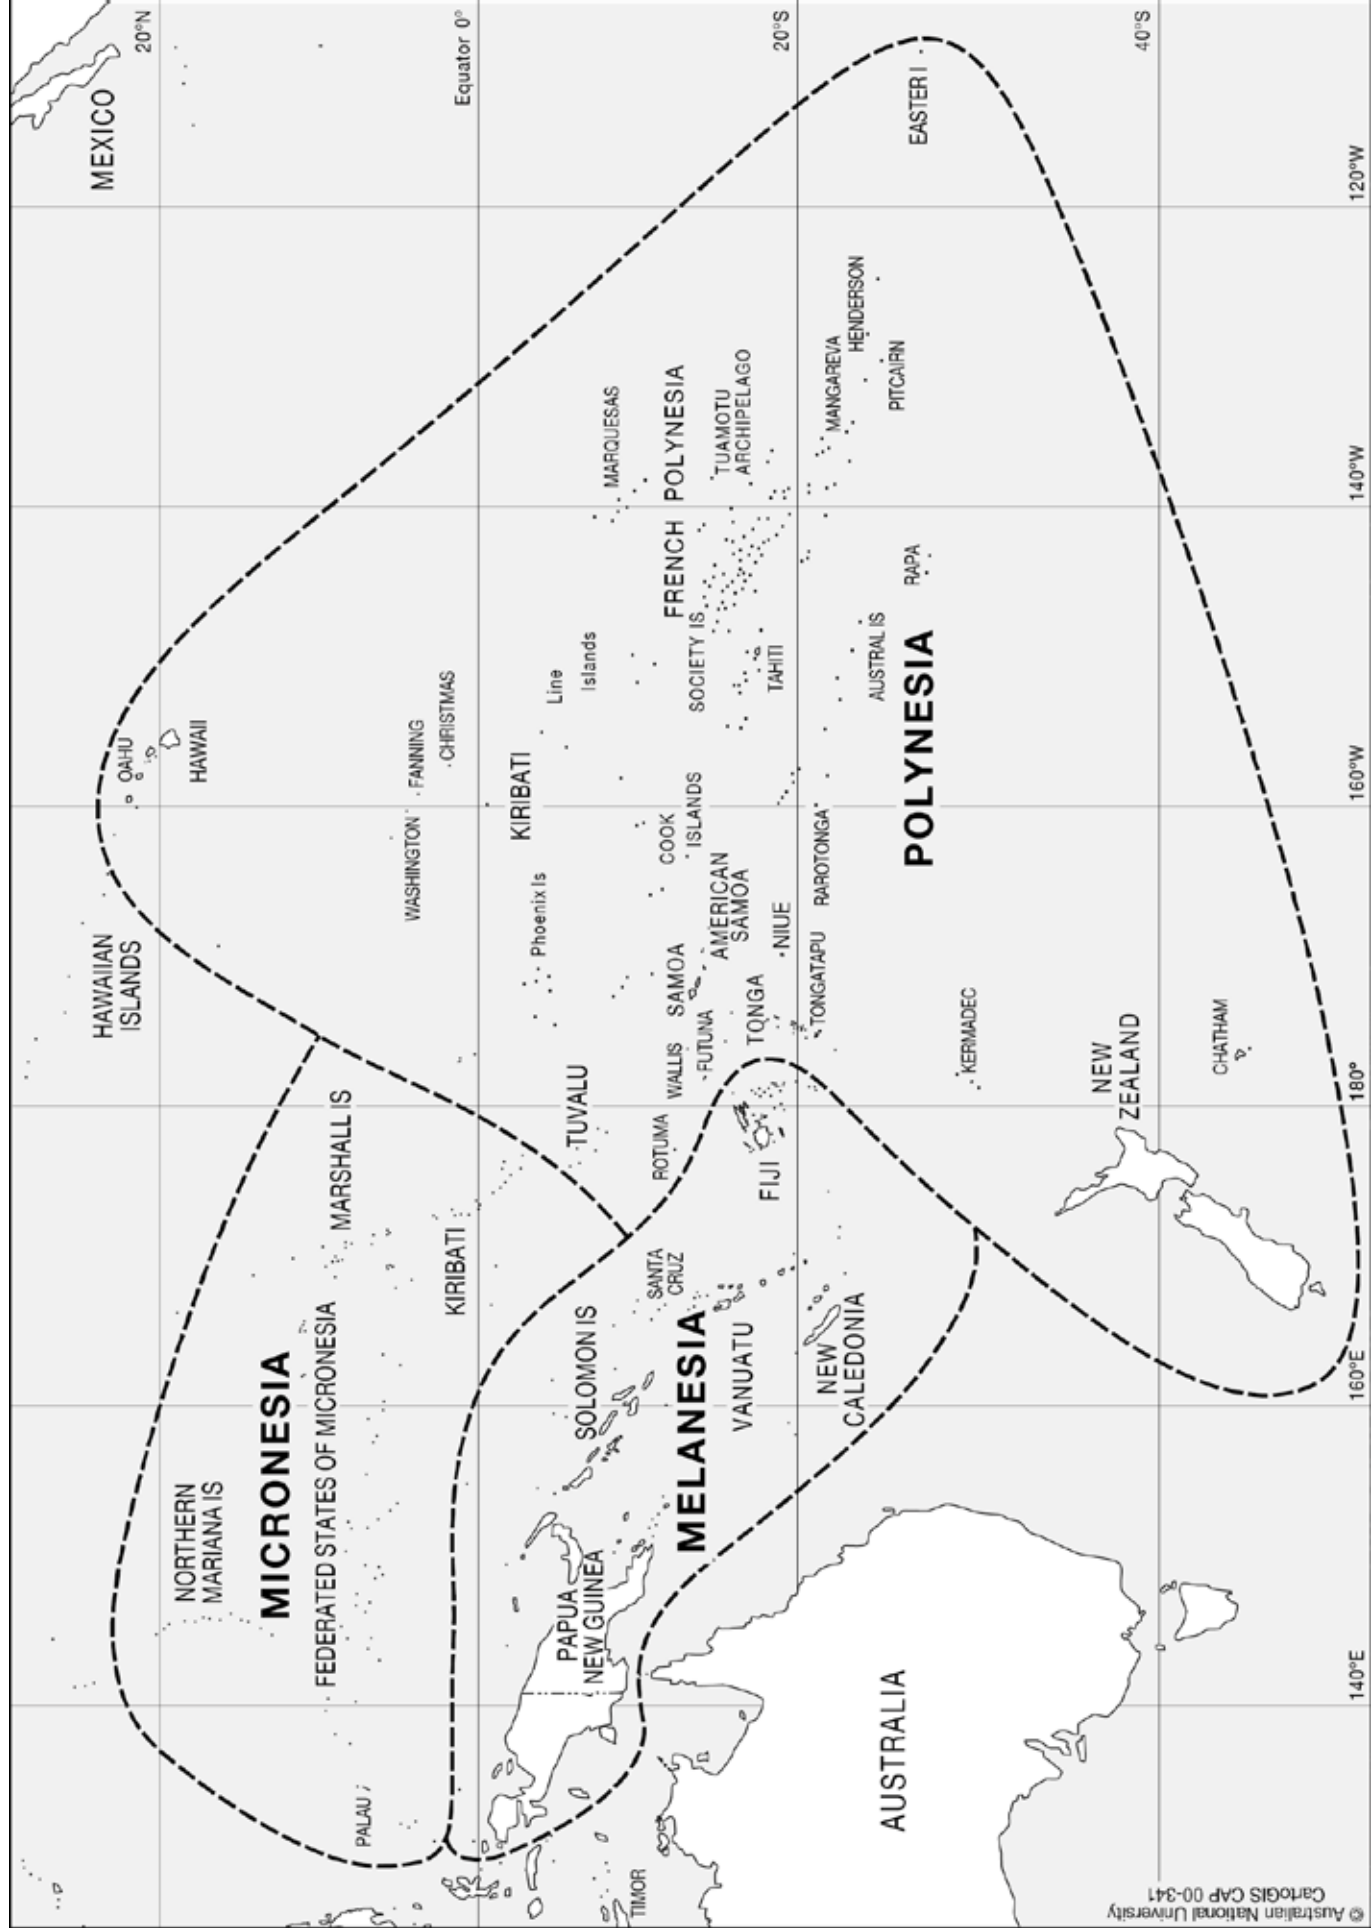 MEXICO
20°N
Equator 0°
20°S
40°S
HAWAIIAN
ISLANDS
OAHU
HAWAII
NORTHERN
MARIANA IS
MICRONESIA
FEDERATED STATES OF MICRONESIA
MARSHALL IS
PALAU
KIRIBATI
WASHINGTON
FANNING
CHRISTMAS
KIRIBATI
Phoenix Is
Line
Islands
MARQUESAS
TUVALU
PAPUA
NEW GUINEA
SOLOMON IS
TIMOR
SANTA
CRUZ
ROTUMA
WALLIS
FUTUNA
SAMOA
AMERICAN
SAMOA
COOK
ISLANDS
SOCIETY IS
FRENCH POLYNESIA
TUAMOTU
ARCHIPELAGO
MELANESIA
VANUATU
FIJI
TONGA
NIUE
TAHITI
NEW
CALEDONIA
TONGATAPU
RAROTONGA
AUSTRAL IS
RAPA
MANGAREVA
HENDERSON
PITCAIRN
EASTER I
POLYNESIA
KERMADEC
AUSTRALIA
NEW
ZEALAND
CHATHAM
140°E
160°E
180°
160°W
140°W
120°W
© Australian National University
CartoGIS CAP 00-341